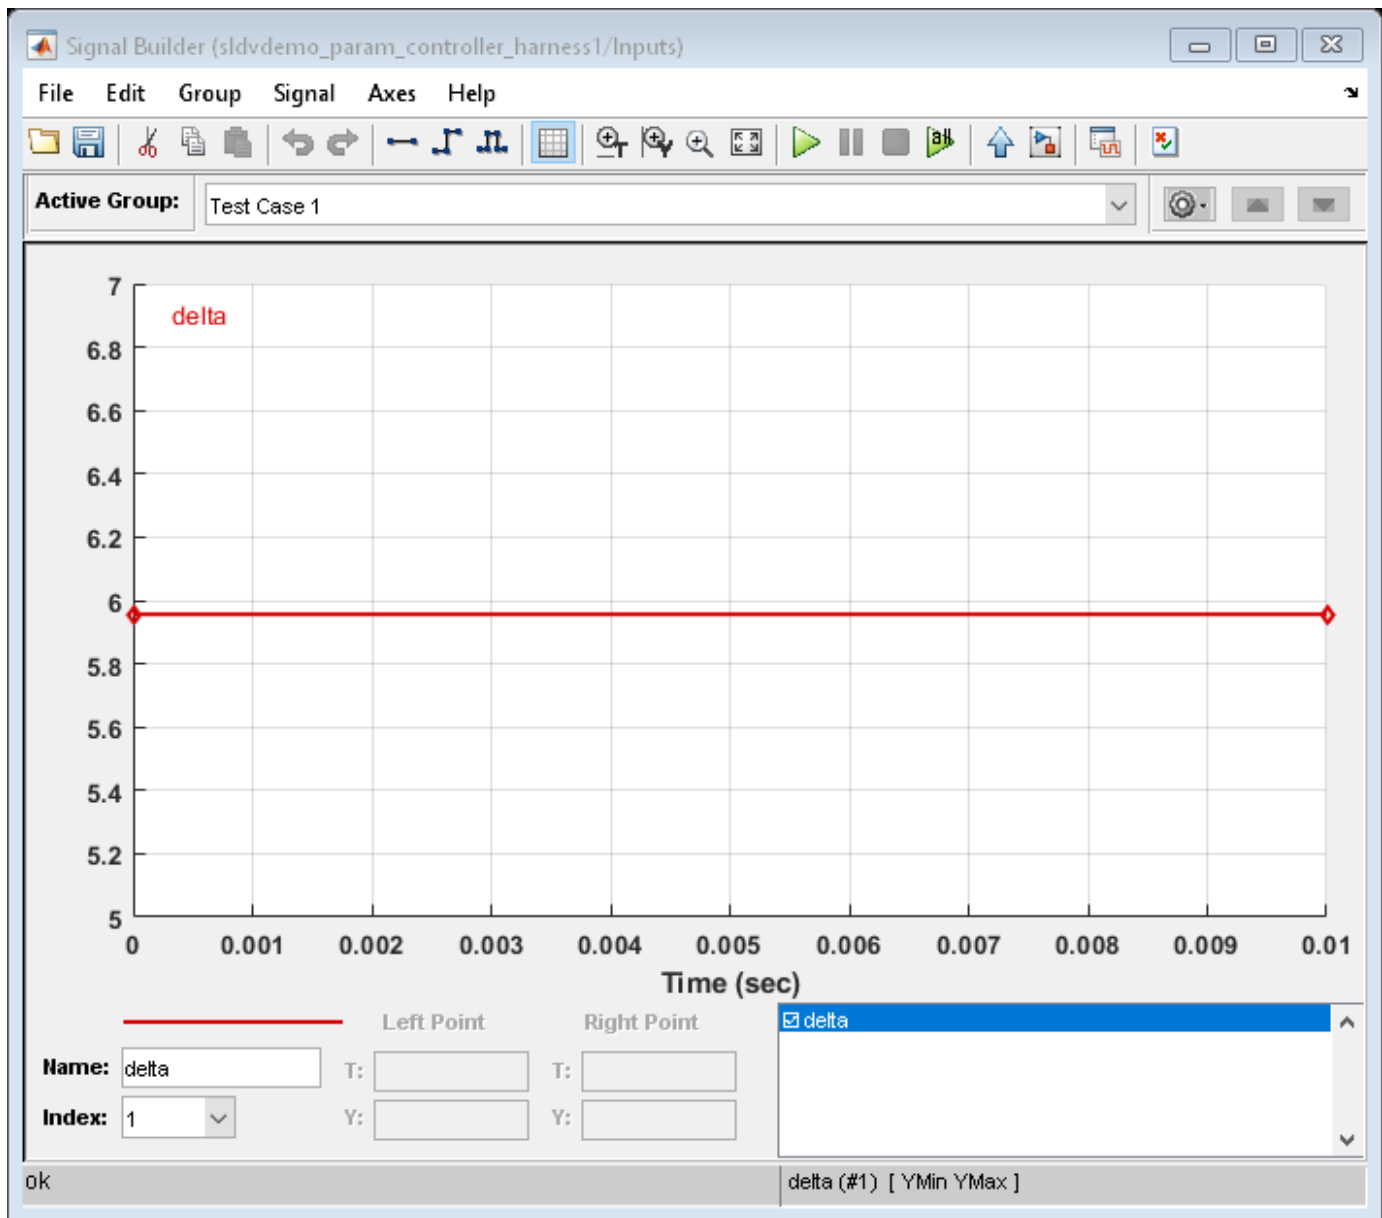 Signal Builder (sldvdemo_param_controller_harness1/Inputs)
File Edit Group Signal Axes Help
Active Group: Test Case 1
7
delta
6.8
6.6
6.4
6.2
6
5.8
5.6
5.4
5.2
5
0 0.001 0.002 0.003 0.004 0.005 0.006 0.007 0.008 0.009 0.01
Time (sec)
Left Point Right Point delta
Name: delta T: T:
Index: 1 Y: Y:
ok delta (#1) [ YMin YMax ]